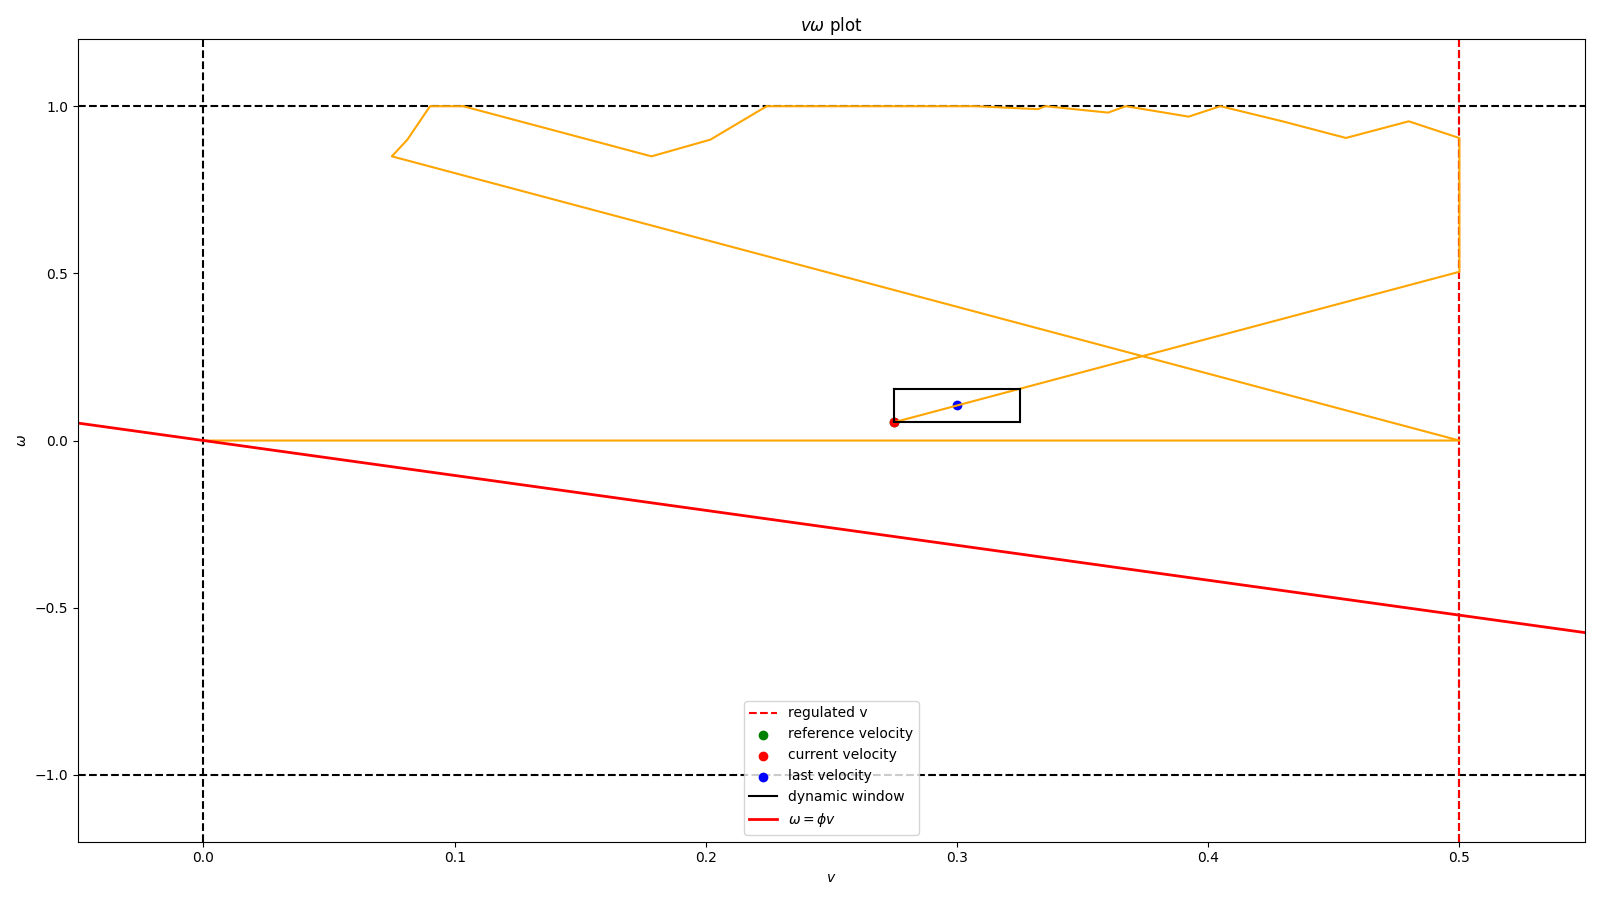 vω plot
1.0
0.5
0.0
−0.5
−1.0
ω
0.0 0.1 0.2 0.3 0.4 0.5
v
regulated v
reference velocity
current velocity
last velocity
dynamic window
ω = ϕv